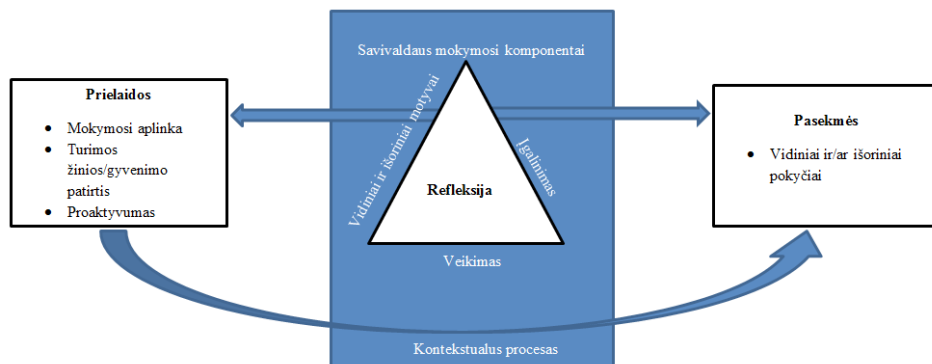 Savivaldaus mokymosi komponentai
Prielaidos
• Mokymosi aplinka
• Turimos
žinios/gyvenimo
patirtis
• Proaktyvumas
Vidiniai ir išoriniai motyvai
Įgalinimas
Refleksija
Veikimas
Pasekmės
• Vidiniai ir/ar išoriniai
pokyčiai
Kontekstualus procesas